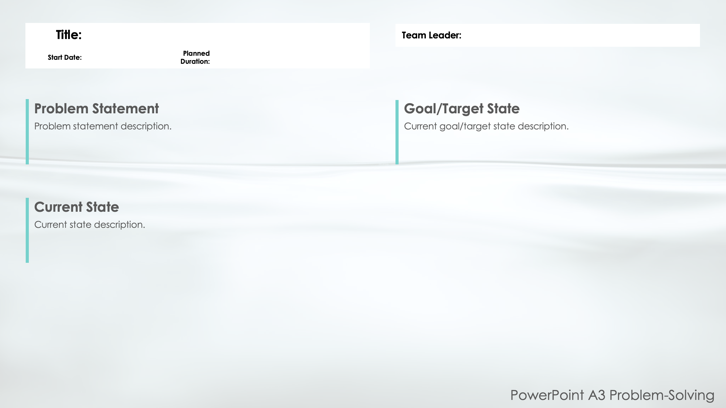 Title:
Start Date:
Planned
Duration:
Team Leader:
Problem Statement
Problem statement description.
Goal/Target State
Current goal/target state description.
Current State
Current state description.
PowerPoint A3 Problem-Solving